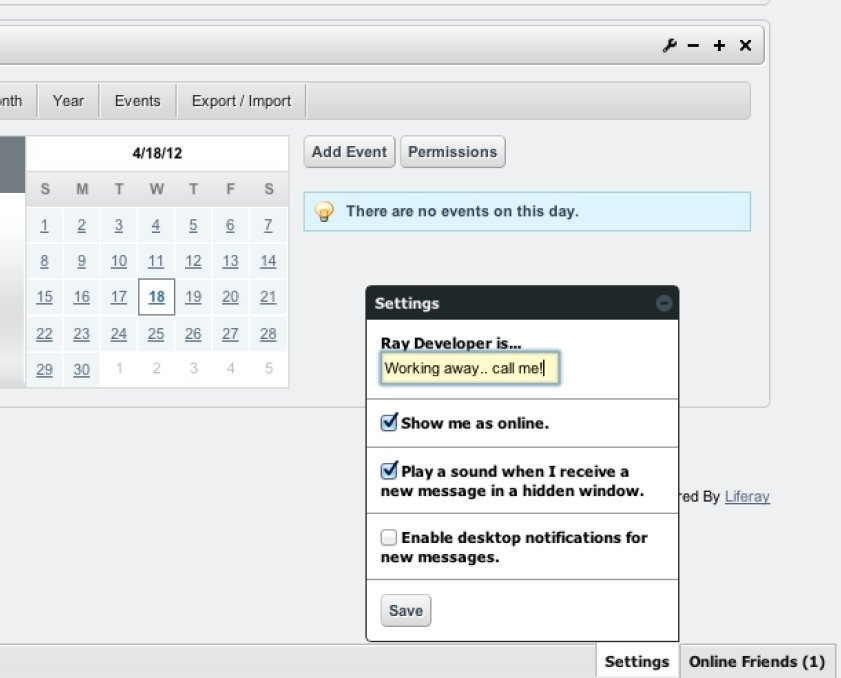 Year Events Export / Import
4/18/12
S M T W T F S
1 2 3 4 5 6 7
8 9 10 11 12 13 14
15 16 17 18 19 20 21
22 23 24 25 26 27 28
29 30 1 2 3 4 5
Add Event Permissions
There are no events on this day.
Settings
Ray Developer is...
Working away.. call me!
Show me as online.
Play a sound when I receive a
new message in a hidden window.
Enable desktop notifications for
new messages.
Save
By Liferay
Settings Online Friends (1)